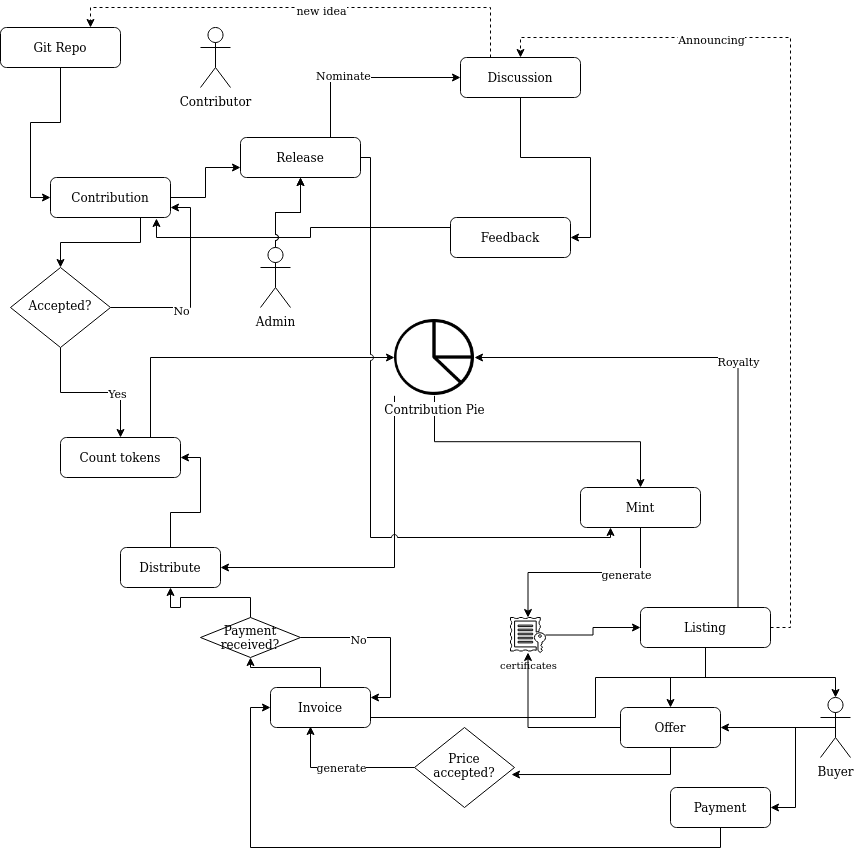 new idea
Announcing
Git Repo
Contributor
Nominate
Discussion
Release
Contribution
Feedback
Accepted?
No
Admin
Royalty
Yes
Contribution Pie
Count tokens
Mint
Distribute
generate
Payment
received?
No
Listing
certificates
Invoice
Offer
Price
accepted?
generate
Buyer
Payment